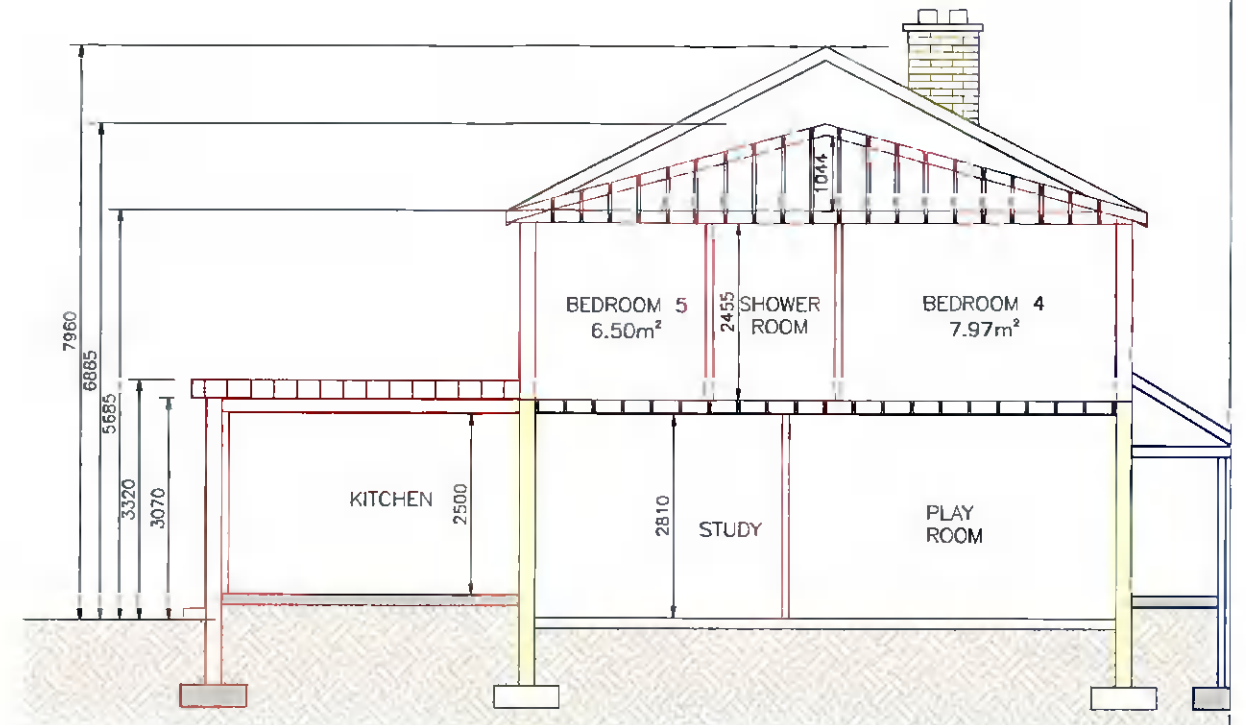 1044
BEDROOM 5
6.50m²
2455
SHOWER
ROOM
BEDROOM 4
7.97m²
7960
6885
5685
3320
3070
KITCHEN
2500
2810
STUDY
PLAY
ROOM